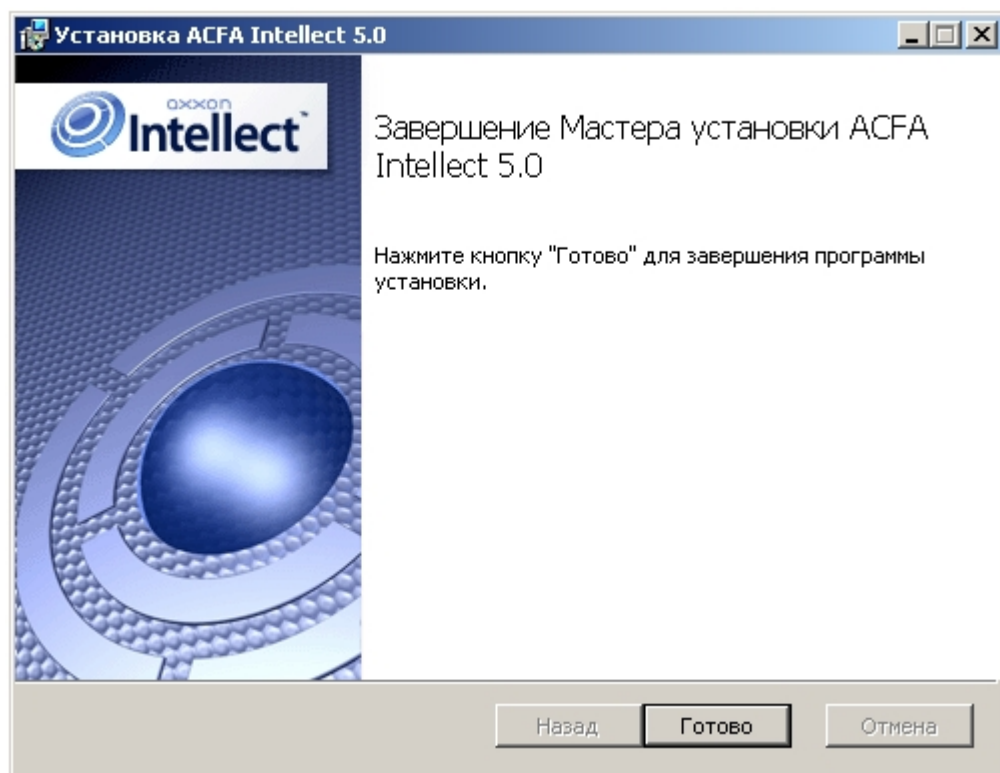 Установка ACFA Intellect 5.0
axxon
Intellect™
Завершение Мастера установки ACFA
Intellect 5.0
Нажмите кнопку "Готово" для завершения программы
установки.
Назад
Готово
Отмена